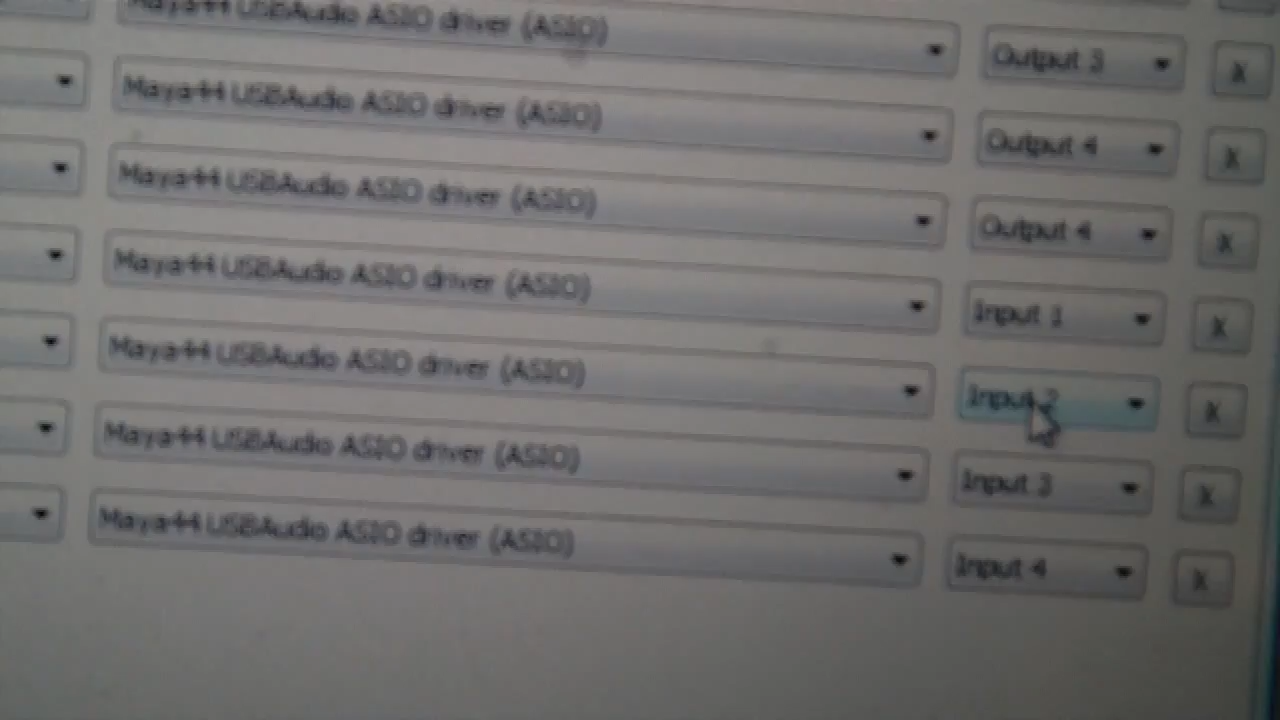 Maya44 USBAudio ASIO driver (ASIO) Output 3 X
Maya44 USBAudio ASIO driver (ASIO) Output 4 X
Maya44 USBAudio ASIO driver (ASIO) Output 4 X
Maya44 USBAudio ASIO driver (ASIO) Input 1 X
Maya44 USBAudio ASIO driver (ASIO) Input 2 X
Maya44 USBAudio ASIO driver (ASIO) Input 3 X
Maya44 USBAudio ASIO driver (ASIO) Input 4 X